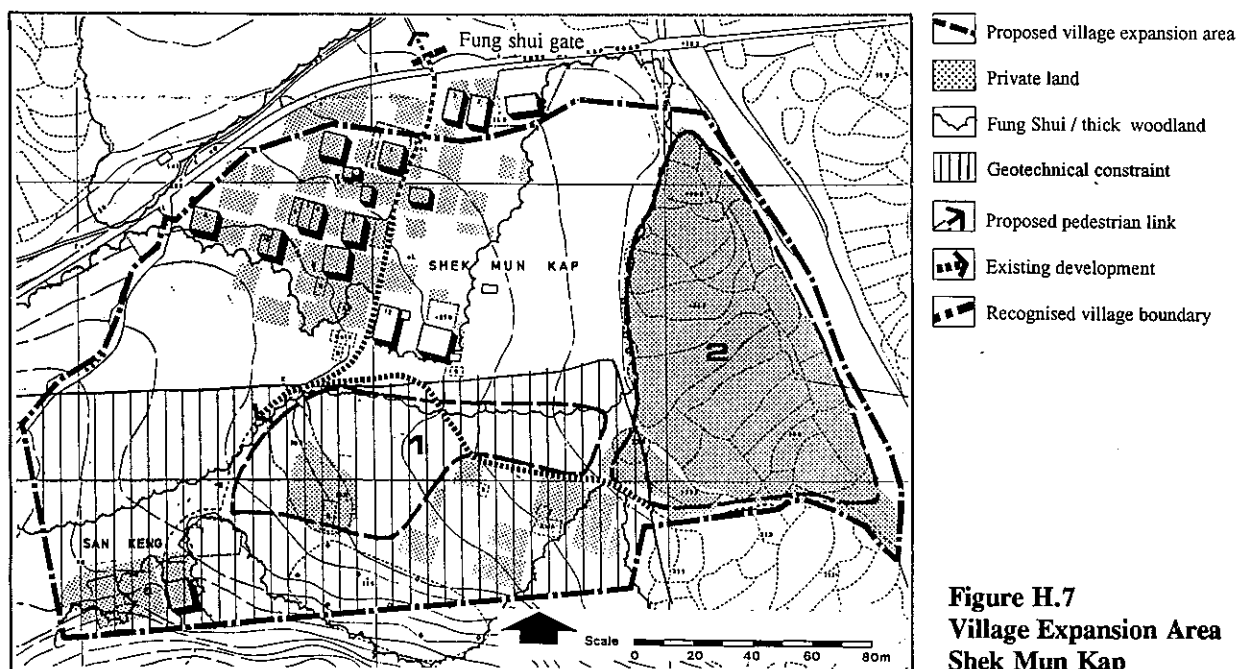 Fung shui gate
SHEK MUN KAP
2
1
SAN KENG
Scale
0 20 40 80m
Proposed village expansion area
Private land
Fung Shui / thick woodland
Geotechnical constraint
Proposed pedestrian link
Existing development
Recognised village boundary
Figure H.7
Village Expansion Area
Shek Mun Kap